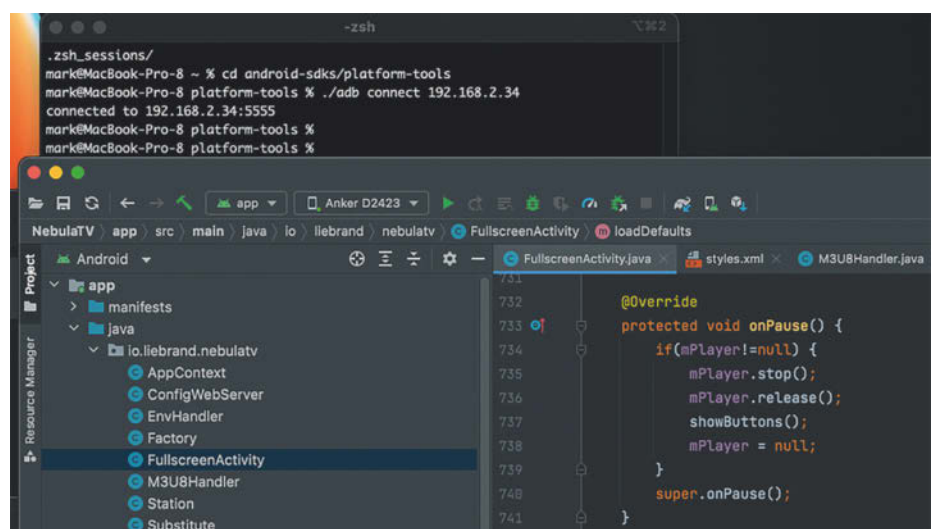 -zsh
⌥⌘2
.zsh_sessions/
mark@MacBook-Pro-8 ~ % cd android-sdks/platform-tools
mark@MacBook-Pro-8 platform-tools % ./adb connect 192.168.2.34
connected to 192.168.2.34:5555
mark@MacBook-Pro-8 platform-tools %
mark@MacBook-Pro-8 platform-tools %
app
Anker D2423
NebulaTV app src main java io liebrand nebulatv FullscreenActivity loadDefaults
Project
Resource Manager
Android
app
manifests
java
io.liebrand.nebulatv
AppContext
ConfigWebServer
EnvHandler
Factory
FullscreenActivity
M3U8Handler
Station
Substitute
FullscreenActivity.java
styles.xml
M3U8Handler.java
731
732 @Override
733 protected void onPause() {
734 if(mPlayer!=null) {
735 mPlayer.stop();
736 mPlayer.release();
737 showButtons();
738 mPlayer = null;
739 }
740 super.onPause();
741 }